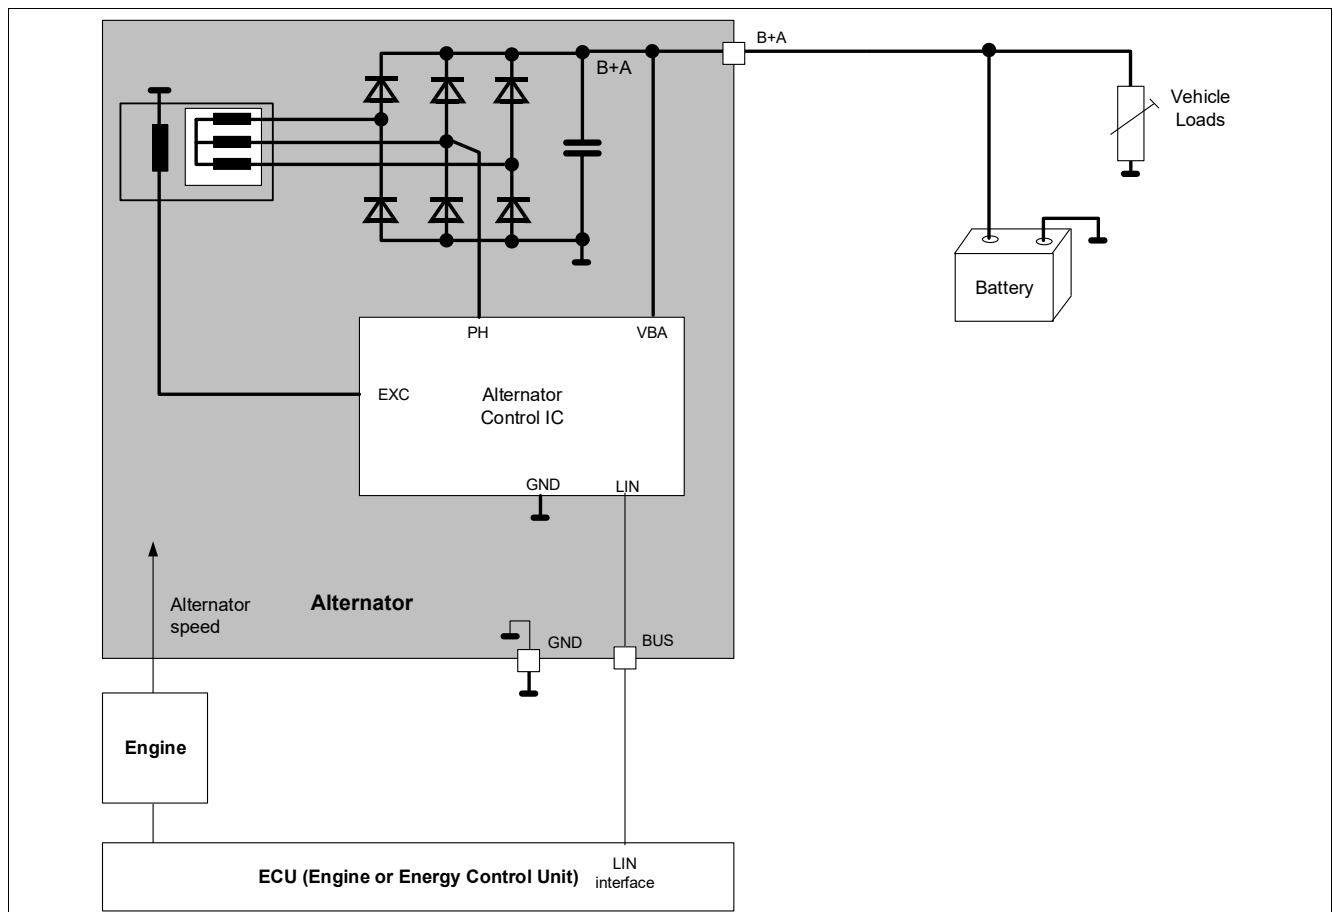 B+A
B+A
Vehicle
Loads
Battery
PH
VBA
EXC
Alternator
Control IC
GND
LIN
Alternator
speed
Alternator
GND
BUS
Engine
ECU (Engine or Energy Control Unit)
LIN
interface